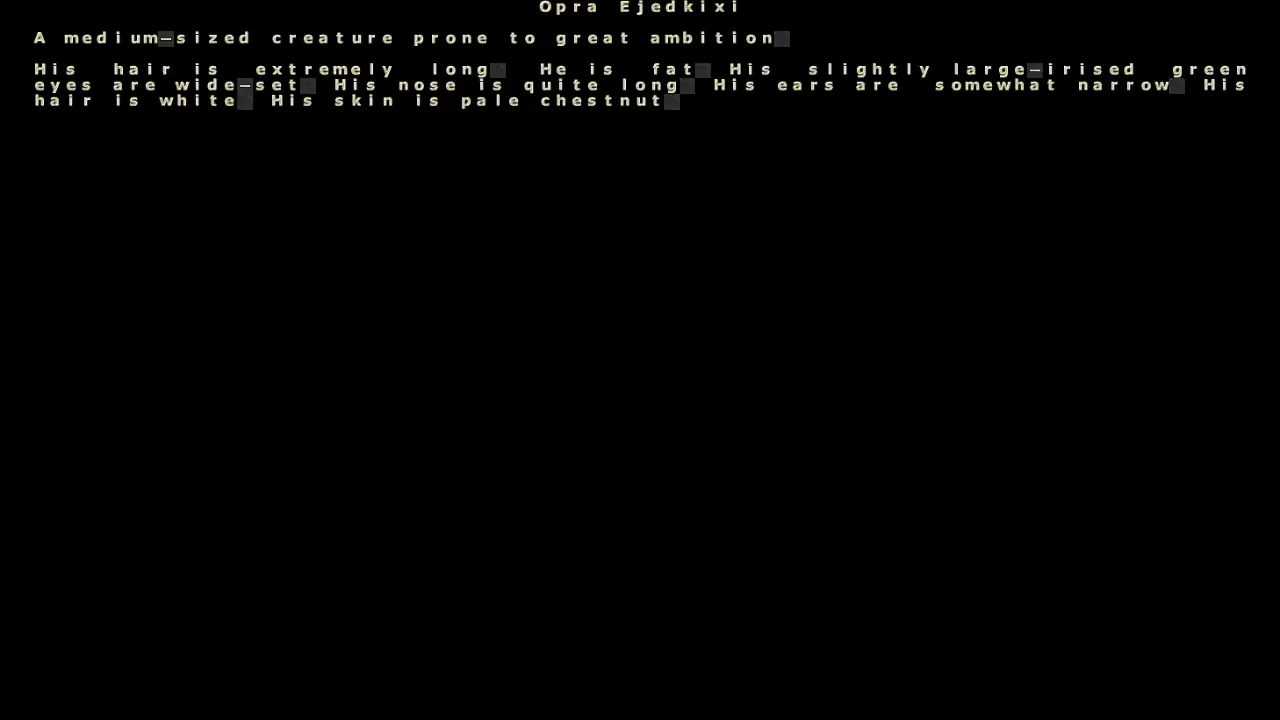 Opra Ejedkixi
A medium-sized creature prone to great ambition.
His hair is extremely long. He is fat. His slightly large-irised green
eyes are wide-set. His nose is quite long. His ears are somewhat narrow. His
hair is white. His skin is pale chestnut.